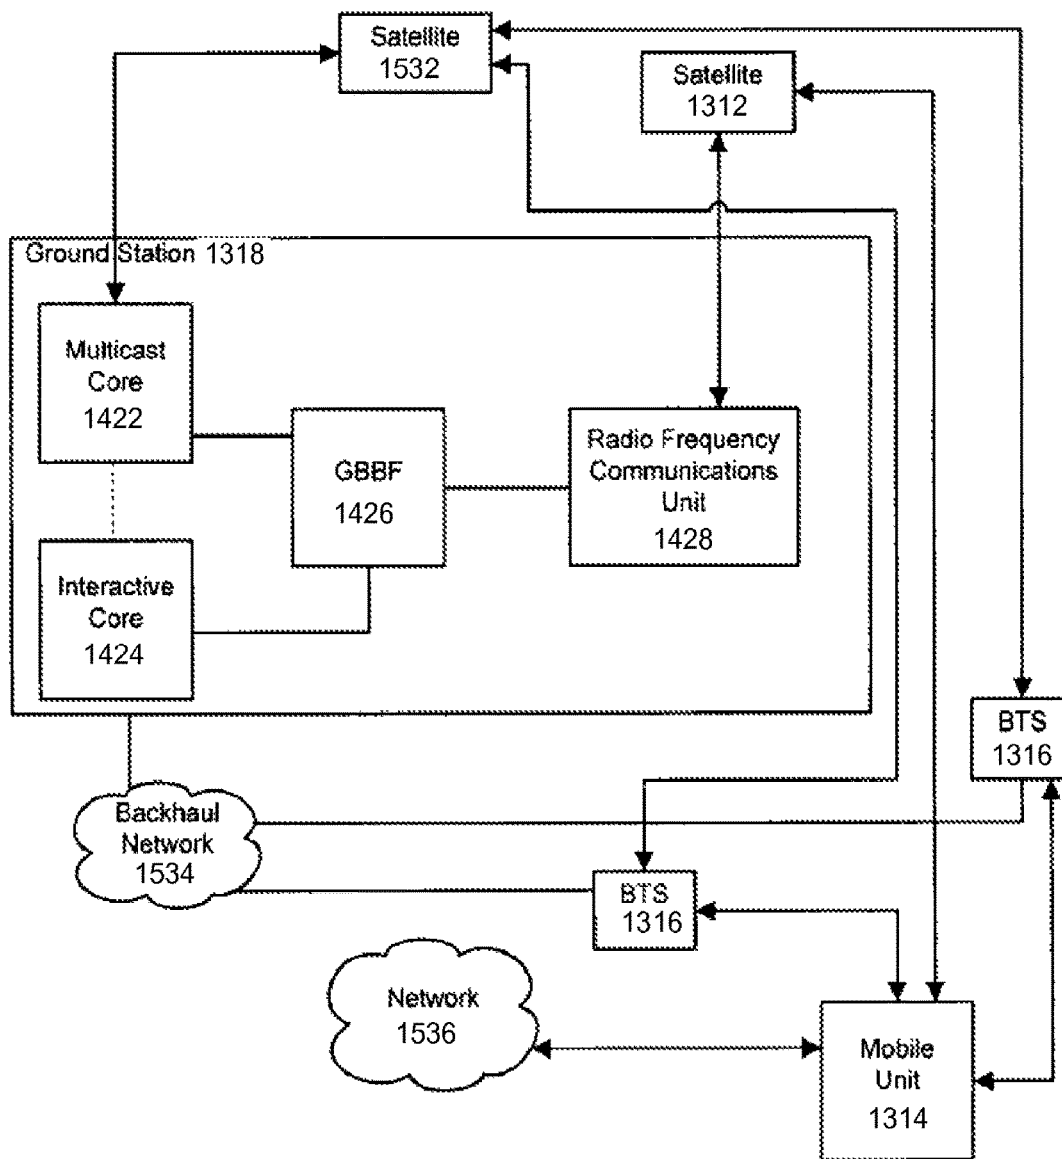 Satellite
1532
Satellite
1312
Ground Station 1318
Multicast
Core
1422
GBBF
1426
Radio Frequency
Communications
Unit
1428
Interactive
Core
1424
BTS
1316
Backhaul
Network
1534
BTS
1316
Network
1536
Mobile
Unit
1314